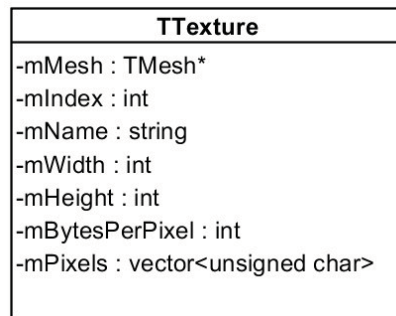 TTexture
-mMesh : TMesh*
-mIndex : int
-mName : string
-mWidth : int
-mHeight : int
-mBytesPerPixel : int
-mPixels : vector<unsigned char>